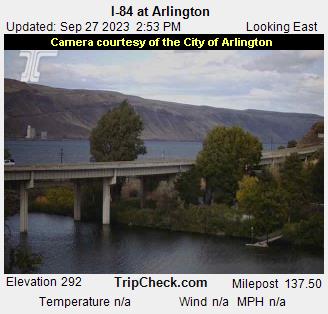 I-84 at Arlington
Updated: Sep 27 2023 2:53 PM Looking East
Camera courtesy of the City of Arlington
Elevation 292 TripCheck.com Milepost 137.50
Temperature n/a Wind n/a MPH n/a